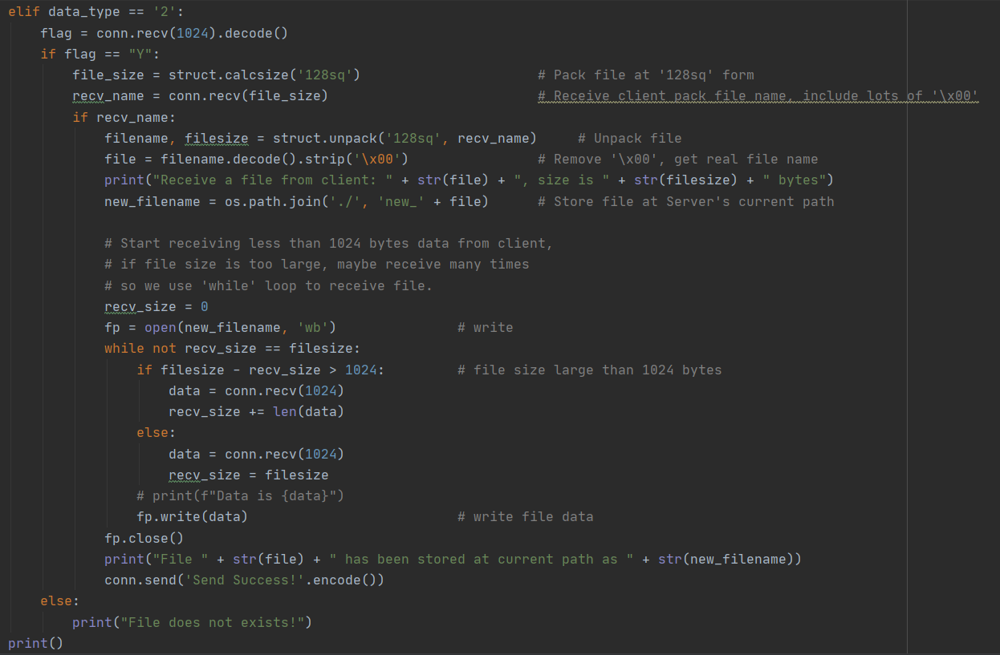 elif data_type == '2':
    flag = conn.recv(1024).decode()
    if flag == "Y":
        file_size = struct.calcsize('128sq')                      # Pack file at '128sq' form
        recv_name = conn.recv(file_size)                          # Receive client pack file name, include lots of '\x00'
        if recv_name:
            filename, filesize = struct.unpack('128sq', recv_name)     # Unpack file
            file = filename.decode().strip('\x00')                # Remove '\x00', get real file name
            print("Receive a file from client: " + str(file) + ", size is " + str(filesize) + " bytes")
            new_filename = os.path.join('./', 'new_' + file)      # Store file at Server's current path

            # Start receiving less than 1024 bytes data from client,
            # if file size is too large, maybe receive many times
            # so we use 'while' loop to receive file.
            recv_size = 0
            fp = open(new_filename, 'wb')               # write
            while not recv_size == filesize:
                if filesize - recv_size > 1024:         # file size large than 1024 bytes
                    data = conn.recv(1024)
                    recv_size += len(data)
                else:
                    data = conn.recv(1024)
                    recv_size = filesize
                # print(f"Data is {data}")
                fp.write(data)                          # write file data
            fp.close()
            print("File " + str(file) + " has been stored at current path as " + str(new_filename))
            conn.send('Send Success!'.encode())
    else:
        print("File does not exists!")
print()